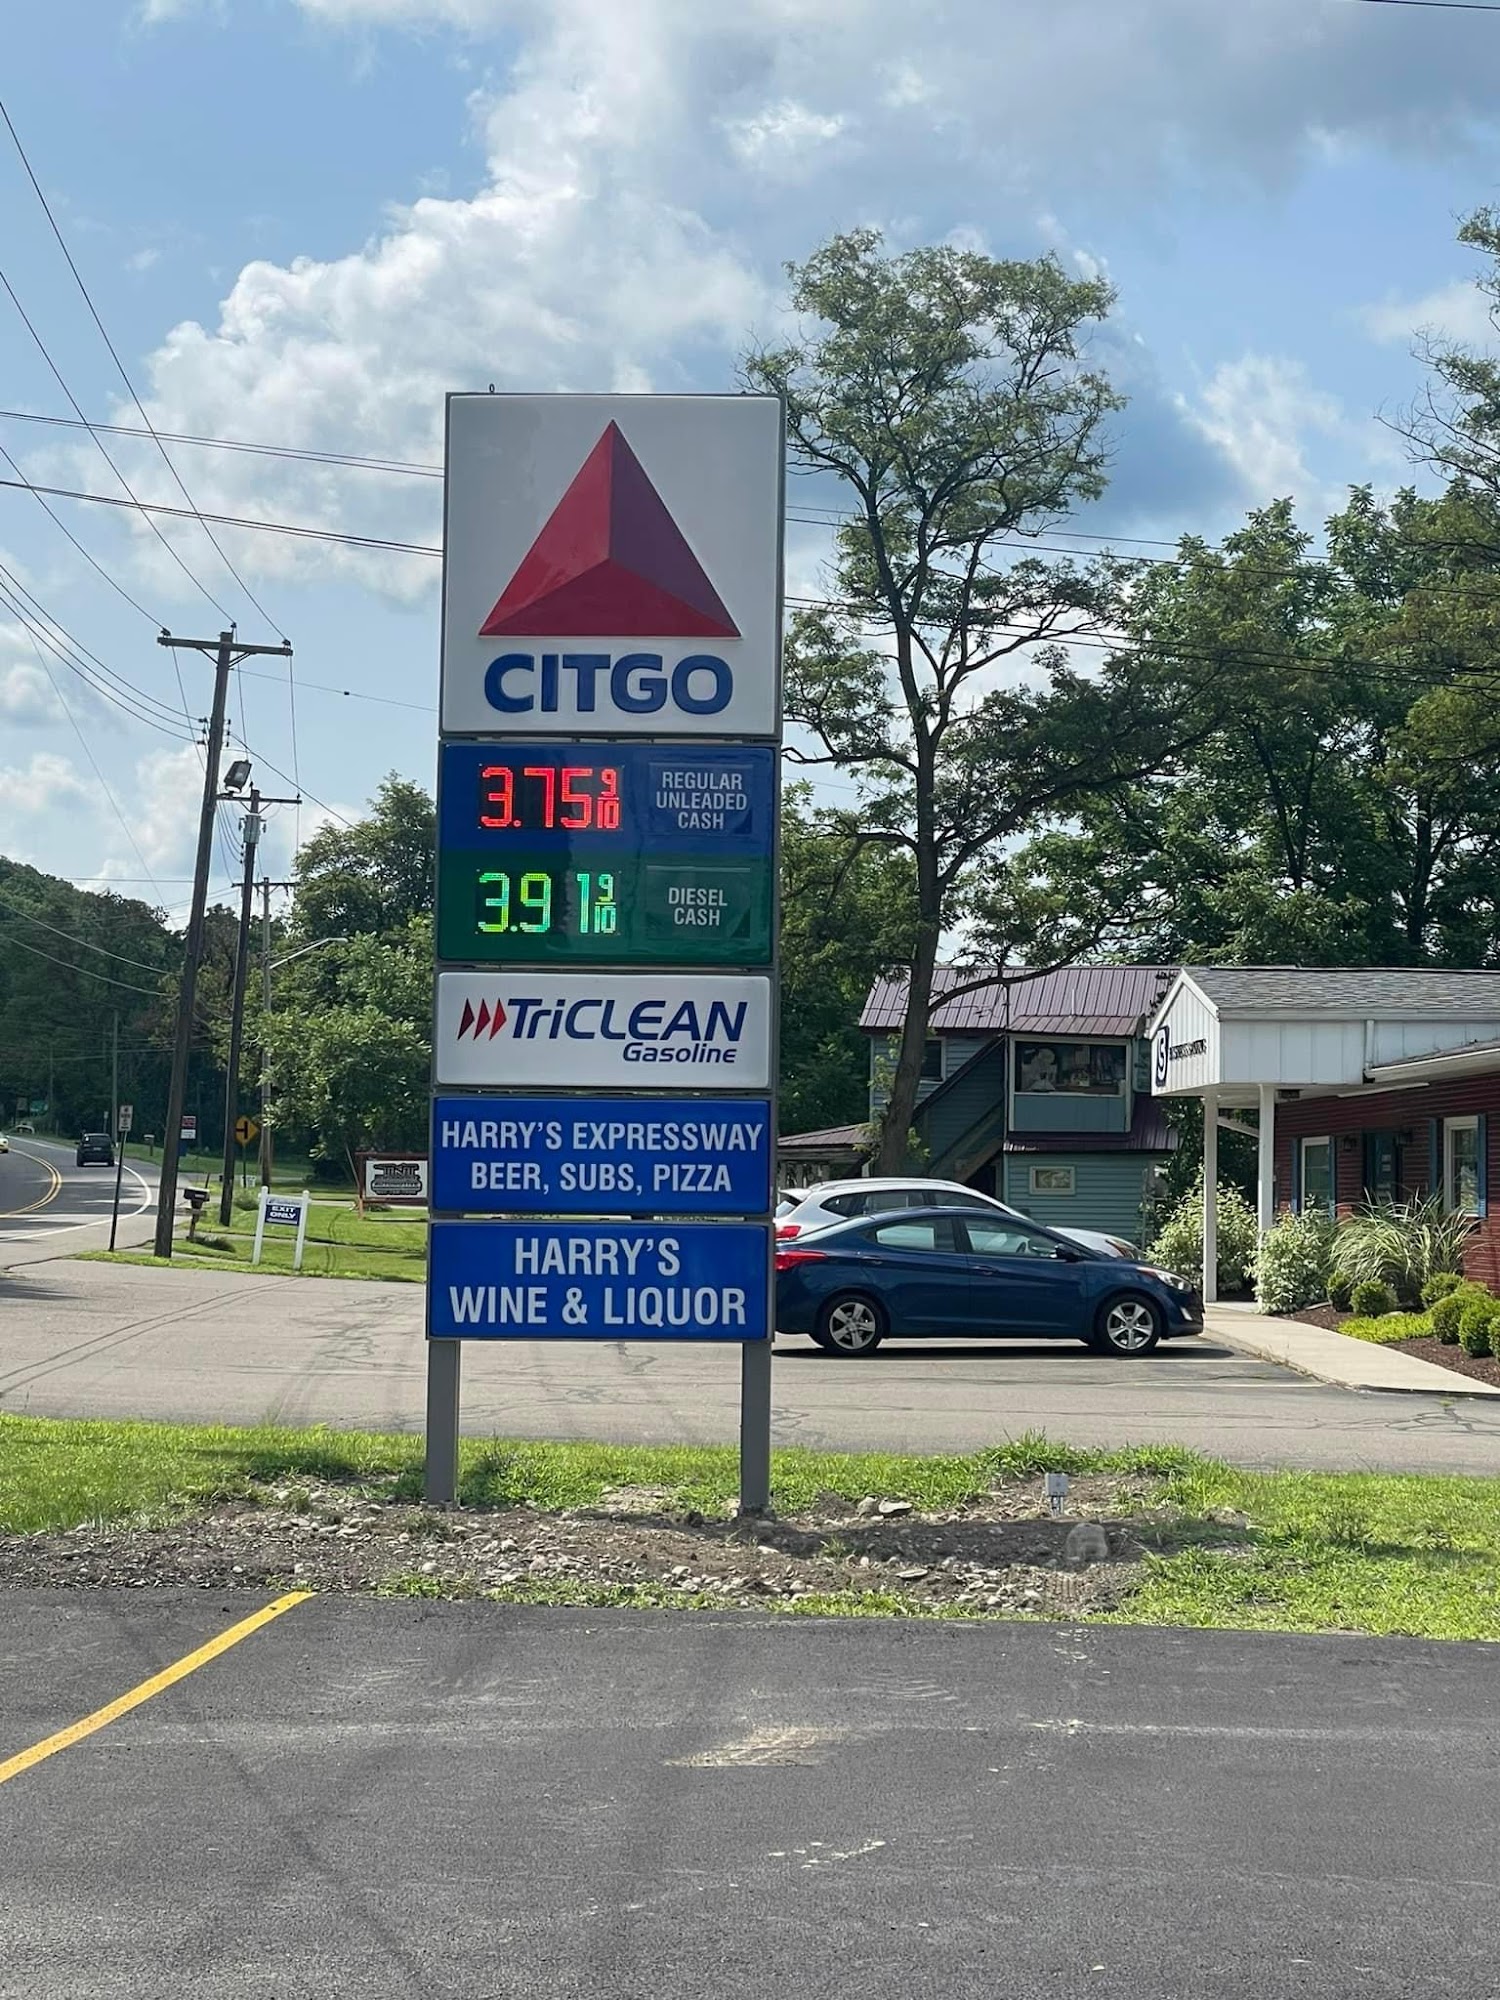 CITGO
3.75 9/10
REGULAR
UNLEADED
CASH
3.91 9/10
DIESEL
CASH
TriCLEAN
Gasoline
HARRY'S EXPRESSWAY
BEER, SUBS, PIZZA
HARRY'S
WINE & LIQUOR
EXIT
ONLY